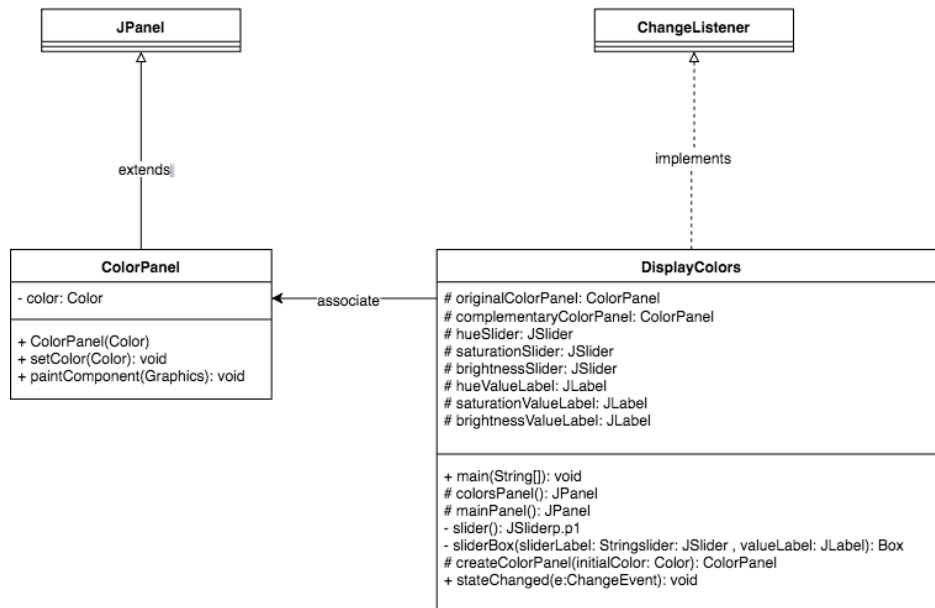 JPanel
ChangeListener
extends
implements
ColorPanel
- color: Color
+ ColorPanel(Color)
+ setColor(Color): void
+ paintComponent(Graphics): void
associate
DisplayColors
# originalColorPanel: ColorPanel
# complementaryColorPanel: ColorPanel
# hueSlider: JSlider
# saturationSlider: JSlider
# brightnessSlider: JSlider
# hueValueLabel: JLabel
# saturationValueLabel: JLabel
# brightnessValueLabel: JLabel
+ main(String[]): void
# colorsPanel(): JPanel
# mainPanel(): JPanel
- slider(): JSliderp.p1
- sliderBox(sliderLabel: Stringslider: JSlider , valueLabel: JLabel): Box
# createColorPanel(initialColor: Color): ColorPanel
+ stateChanged(e:ChangeEvent): void